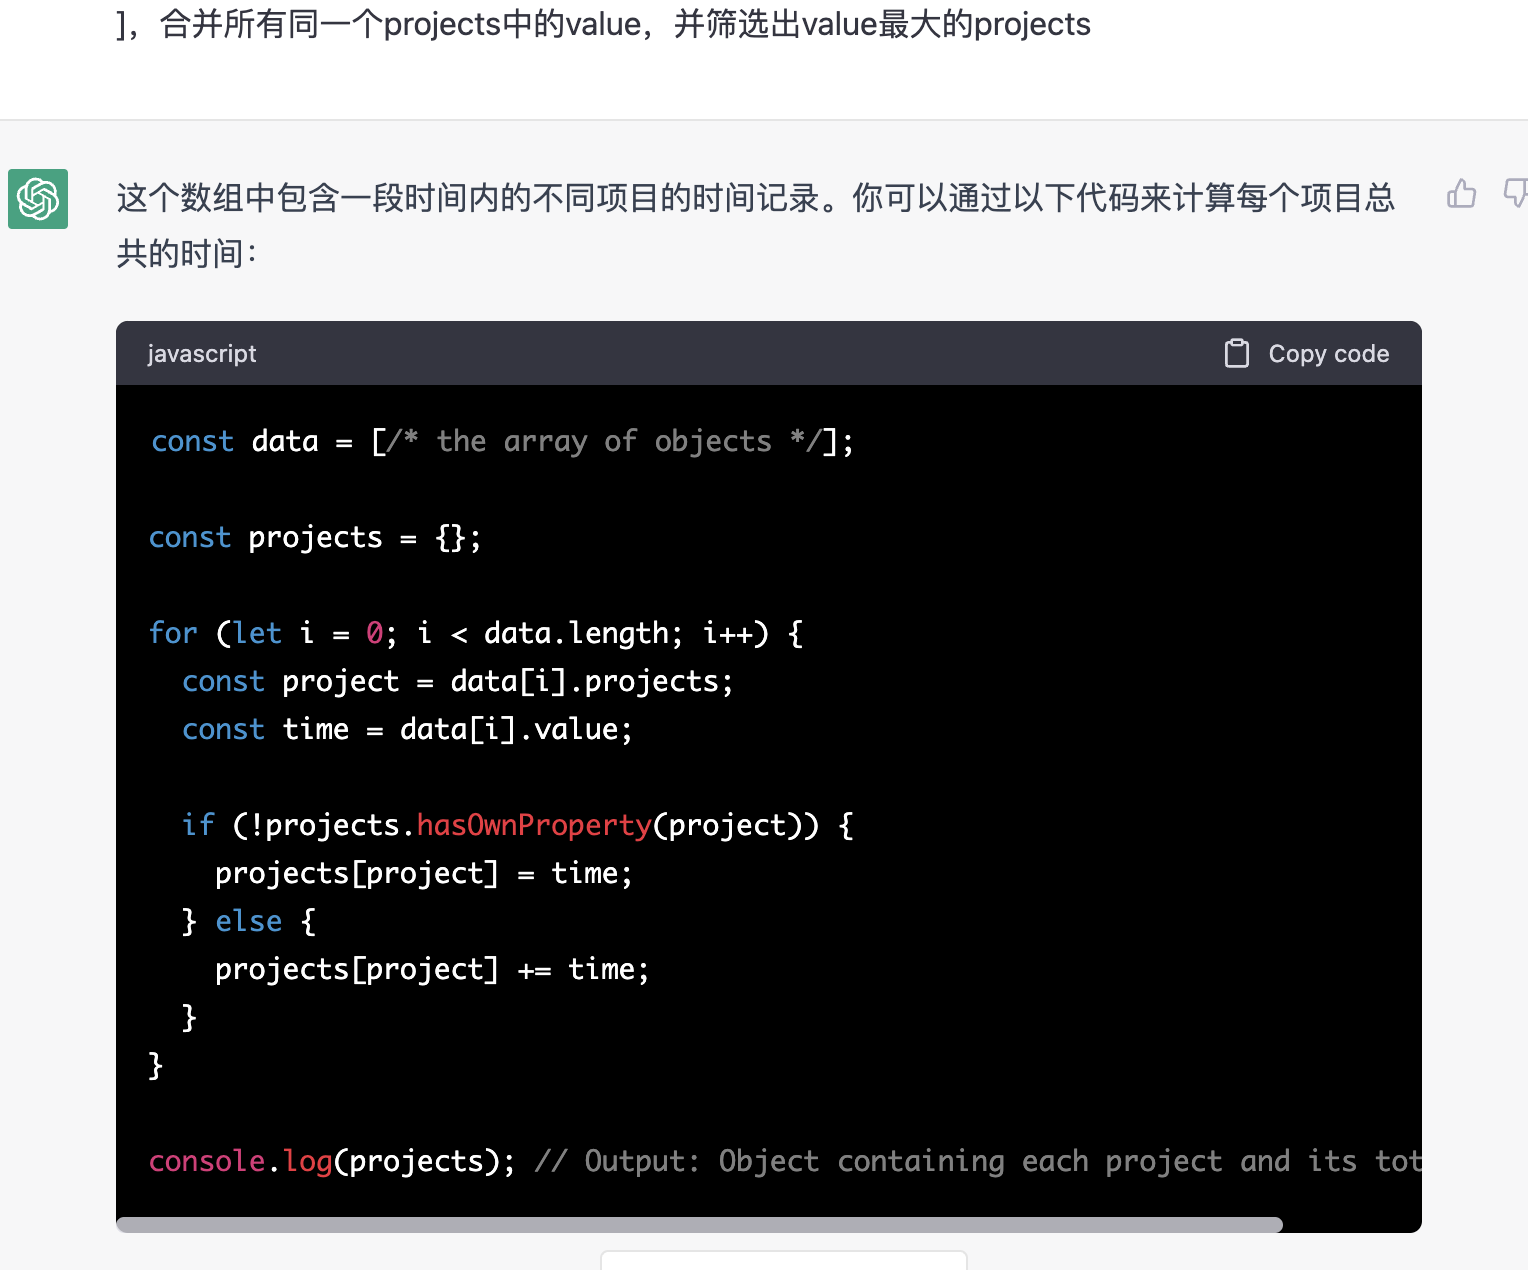 ]，合并所有同一个projects中的value，并筛选出value最大的projects
这个数组中包含一段时间内的不同项目的时间记录。你可以通过以下代码来计算每个项目总
共的时间：
javascript
Copy code
const data = [/* the array of objects */];
const projects = {};
for (let i = 0; i < data.length; i++) {
  const project = data[i].projects;
  const time = data[i].value;
  if (!projects.hasOwnProperty(project)) {
    projects[project] = time;
  } else {
    projects[project] += time;
  }
}
console.log(projects); // Output: Object containing each project and its tot